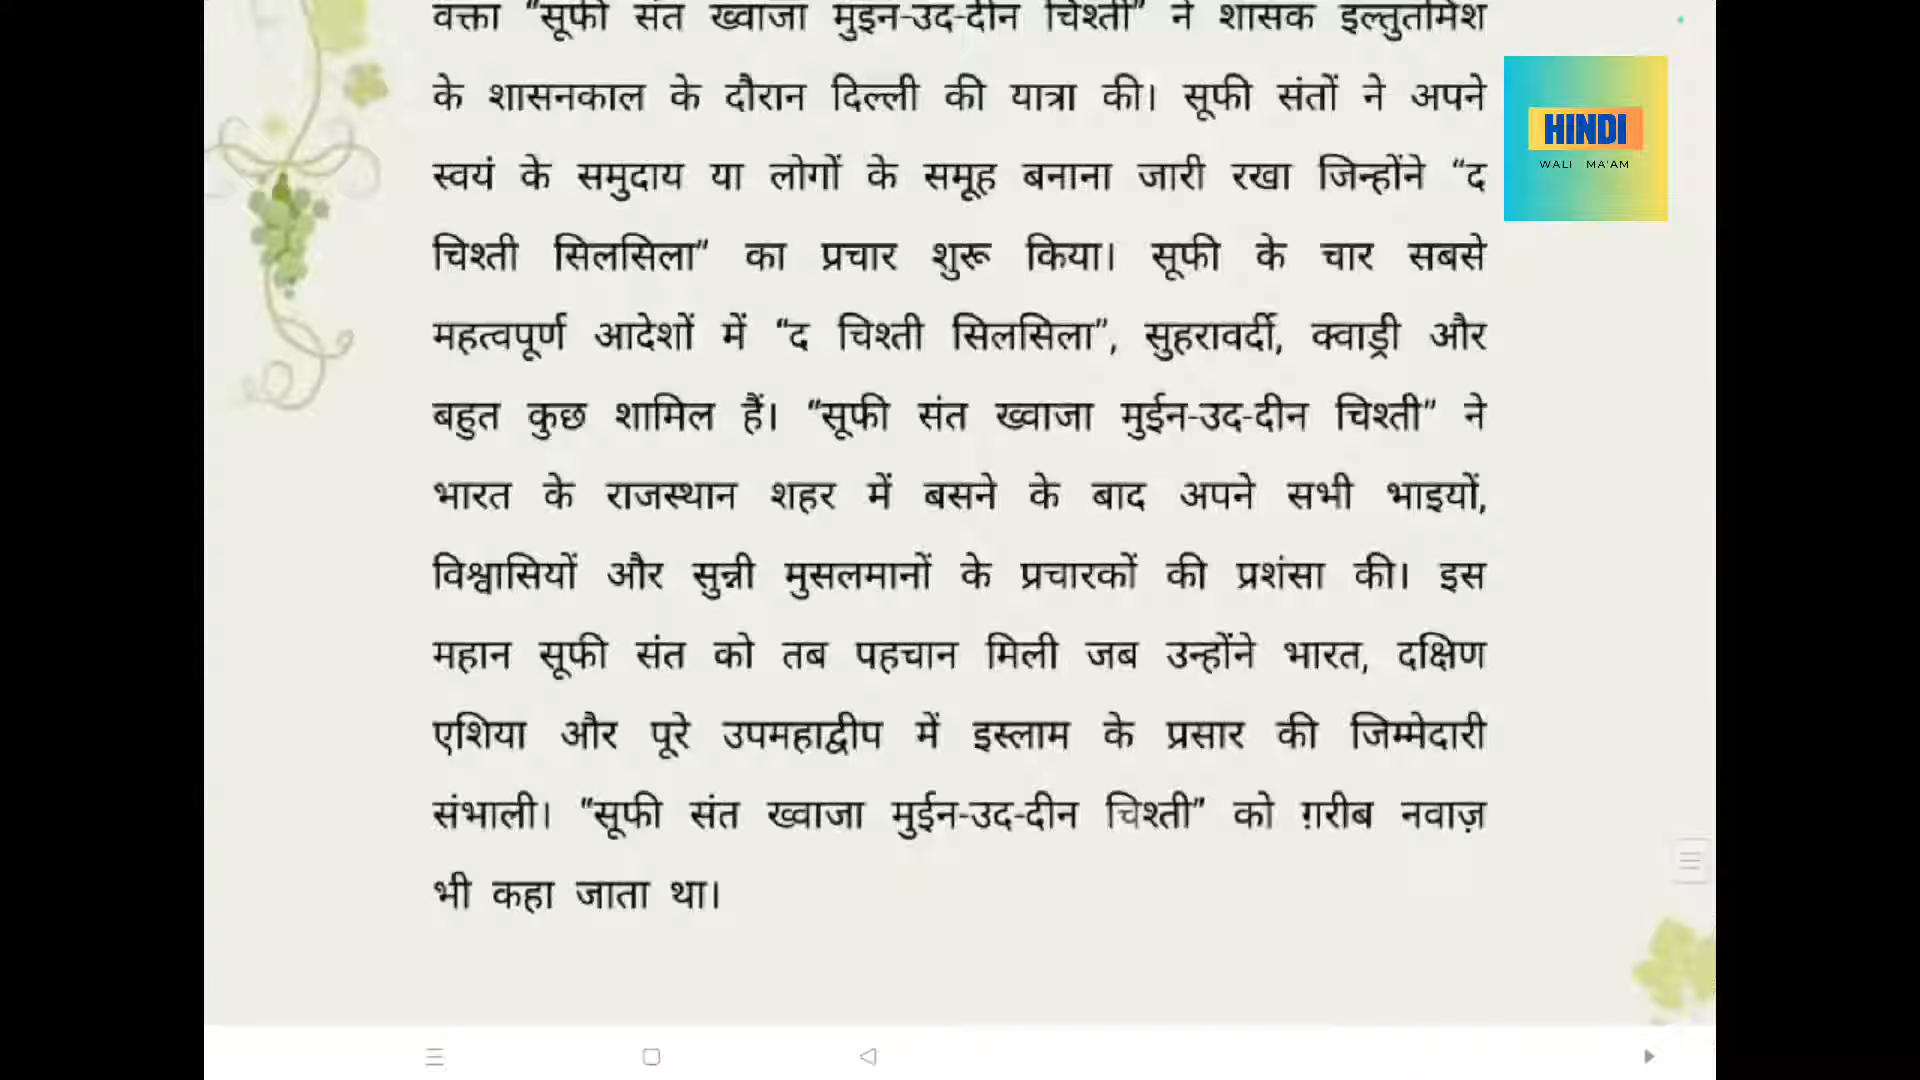 वक्ता “सूफी संत ख्वाजा मुईन-उद-दीन चिश्ती” ने शासक इल्तुतमिश
के शासनकाल के दौरान दिल्ली की यात्रा की। सूफी संतों ने अपने
स्वयं के समुदाय या लोगों के समूह बनाना जारी रखा जिन्होंने “द
चिश्ती सिलसिला” का प्रचार शुरू किया। सूफी के चार सबसे
महत्वपूर्ण आदेशों में “द चिश्ती सिलसिला”, सुहरावर्दी, क्वाड्री और
बहुत कुछ शामिल हैं। “सूफी संत ख्वाजा मुईन-उद-दीन चिश्ती” ने
भारत के राजस्थान शहर में बसने के बाद अपने सभी भाइयों,
विश्वासियों और सुन्नी मुसलमानों के प्रचारकों की प्रशंसा की। इस
महान सूफी संत को तब पहचान मिली जब उन्होंने भारत, दक्षिण
एशिया और पूरे उपमहाद्वीप में इस्लाम के प्रसार की जिम्मेदारी
संभाली। “सूफी संत ख्वाजा मुईन-उद-दीन चिश्ती” को ग़रीब नवाज़
भी कहा जाता था।
HINDI
WALI MA'AM